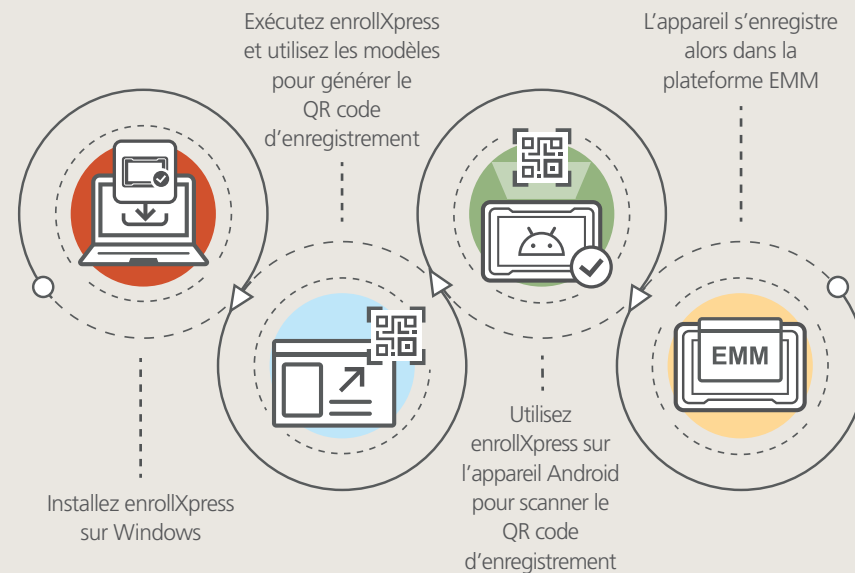 Installez enrollXpress
sur Windows
Exécutez enrollXpress
et utilisez les modèles
pour générer le
QR code
d'enregistrement
Utilisez
enrollXpress sur
l'appareil Android
pour scanner le
QR code
d'enregistrement
L'appareil s'enregistre
alors dans la
plateforme EMM
EMM